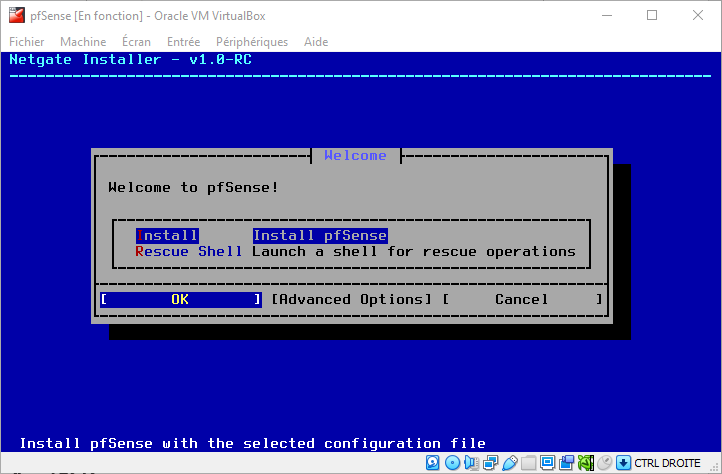 pfSense [En fonction] - Oracle VM VirtualBox
Fichier Machine Écran Entrée Périphériques Aide
Netgate Installer - v1.0-RC
Welcome
Welcome to pfSense!
Install Install pfSense
Rescue Shell Launch a shell for rescue operations
[ OK ] [Advanced Options] [ Cancel ]
Install pfSense with the selected configuration file
CTRL DROITE